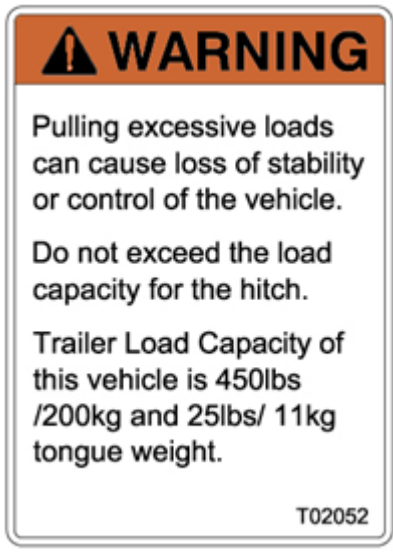 WARNING
Pulling excessive loads
can cause loss of stability
or control of the vehicle.
Do not exceed the load
capacity for the hitch.
Trailer Load Capacity of
this vehicle is 450lbs
/200kg and 25lbs/ 11kg
tongue weight.
T02052